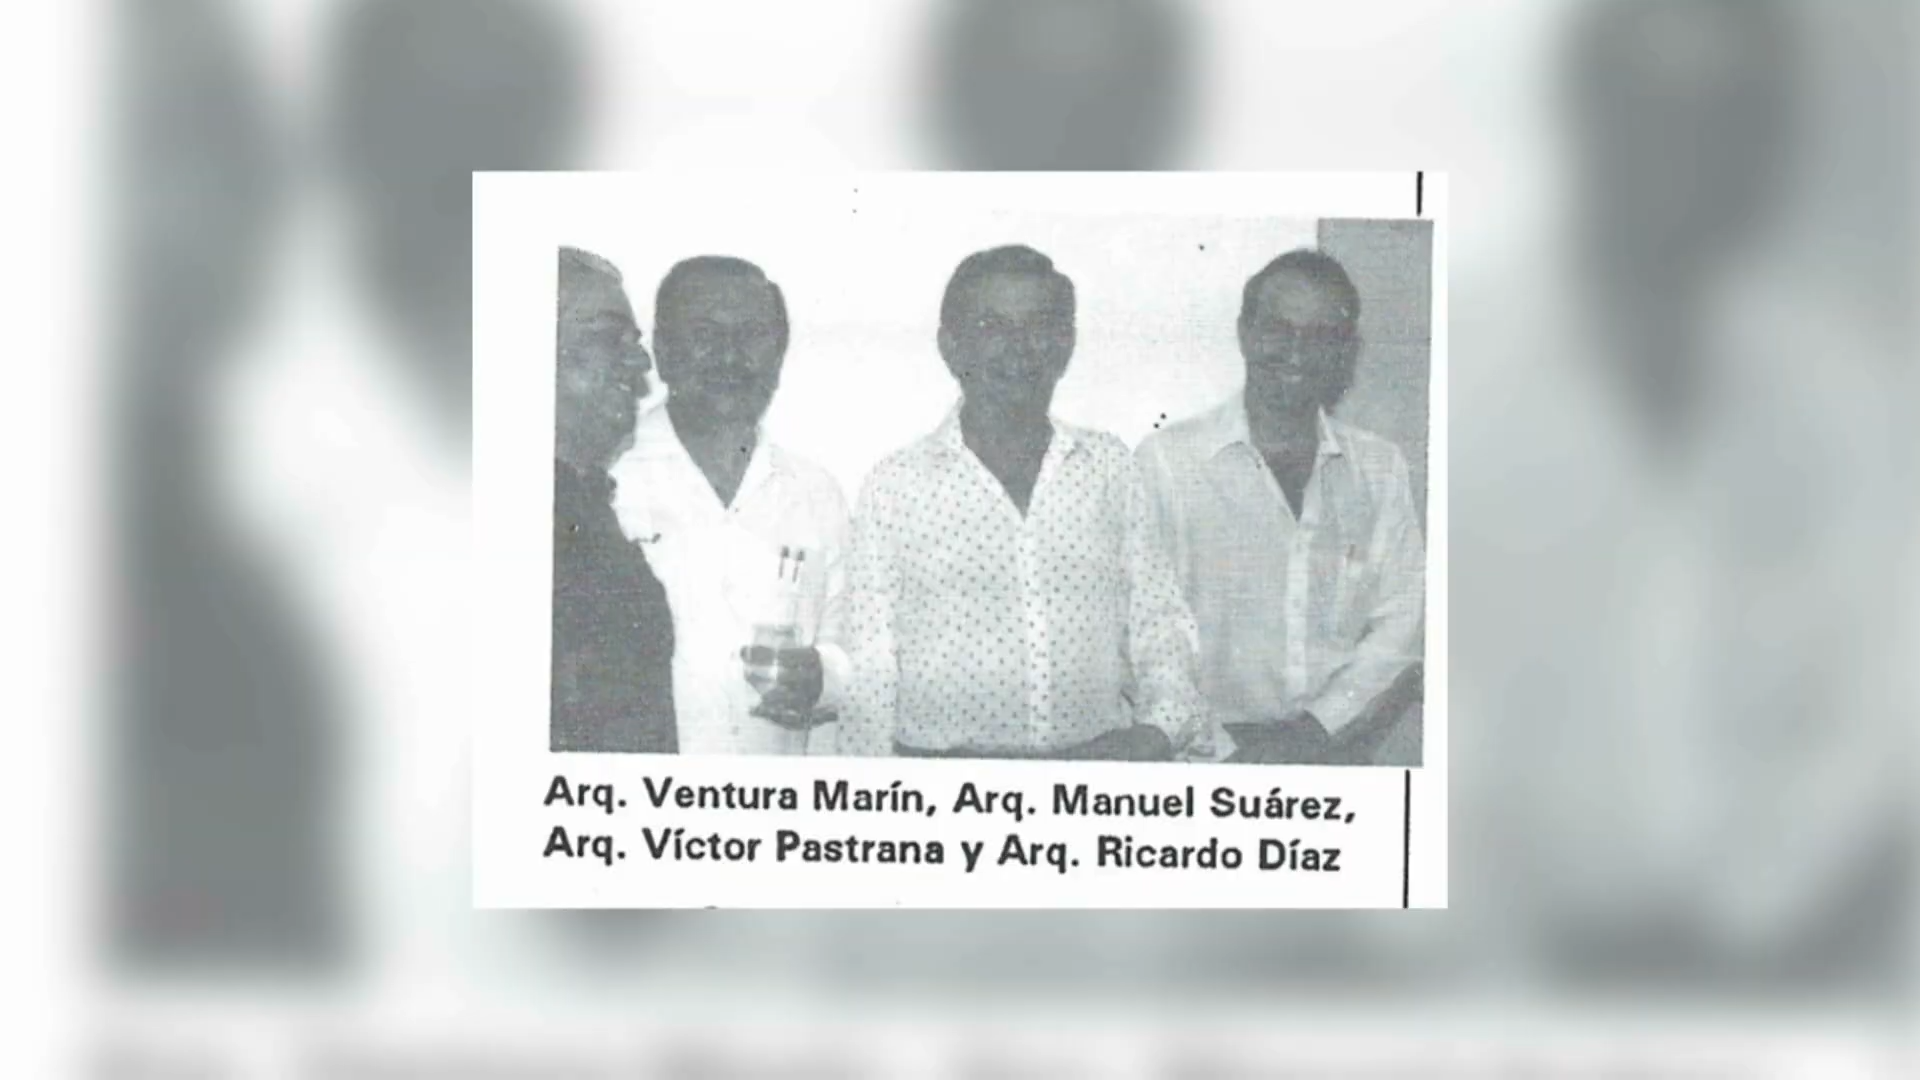 Arq. Ventura Marín, Arq. Manuel Suárez,
Arq. Víctor Pastrana y Arq. Ricardo Díaz